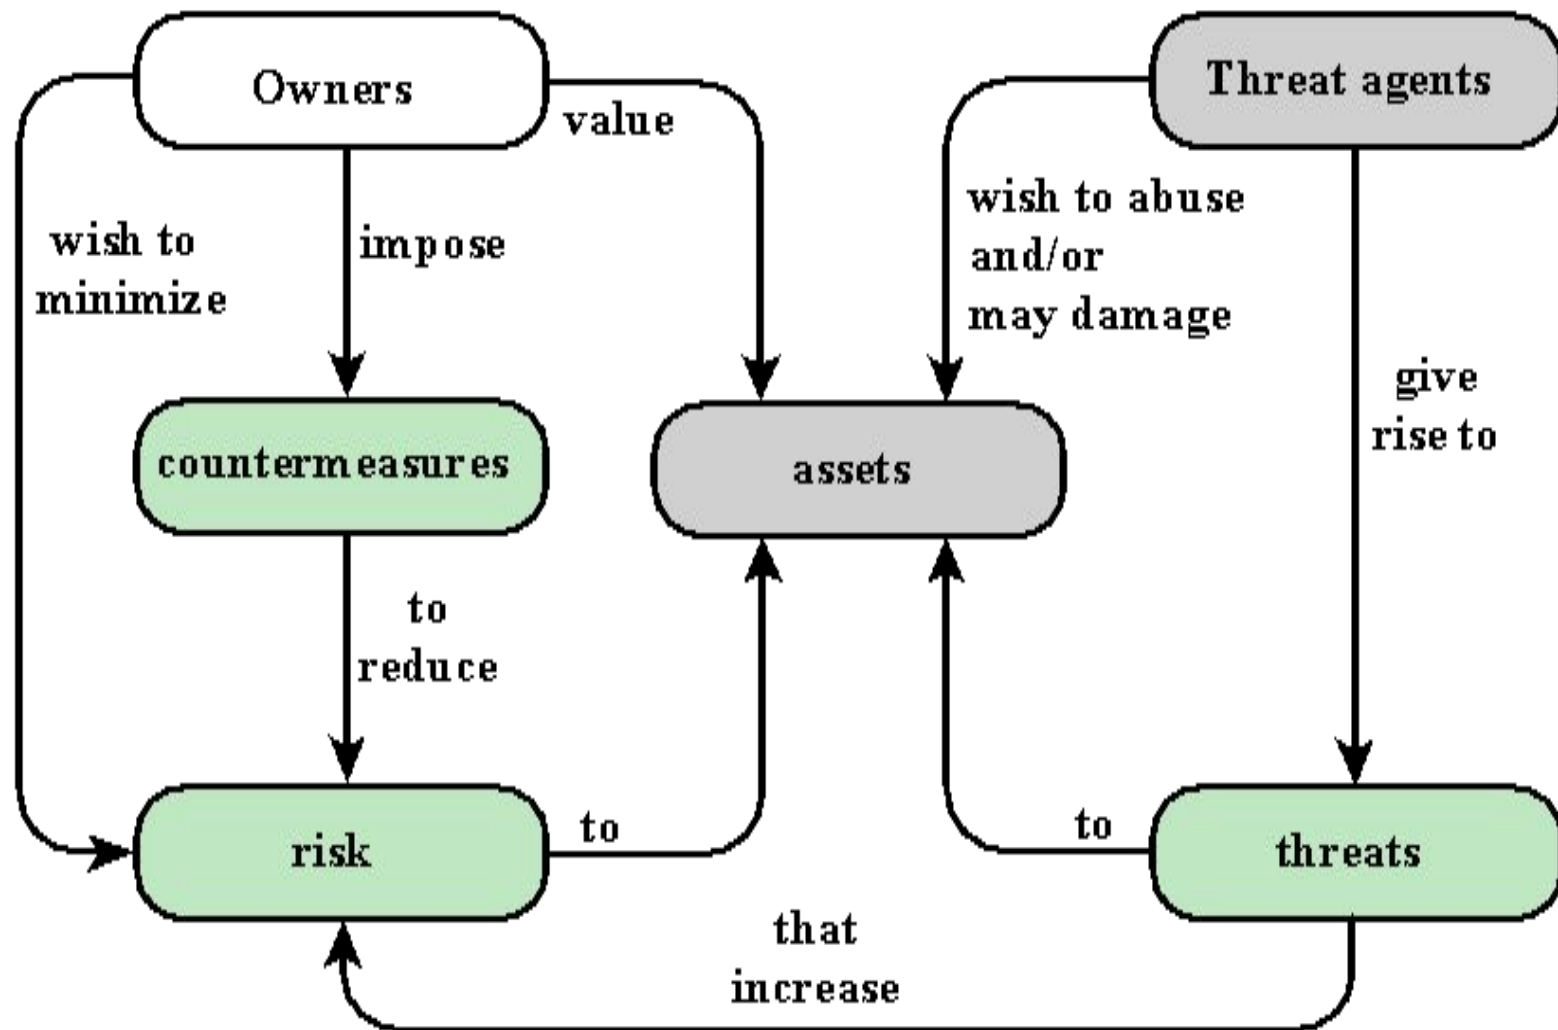 Owners
Threat agents
value
wish to
minimize
impose
wish to abuse
and/or
may damage
give
rise to
countermeasures
assets
to
reduce
risk
to
to
threats
that
increase